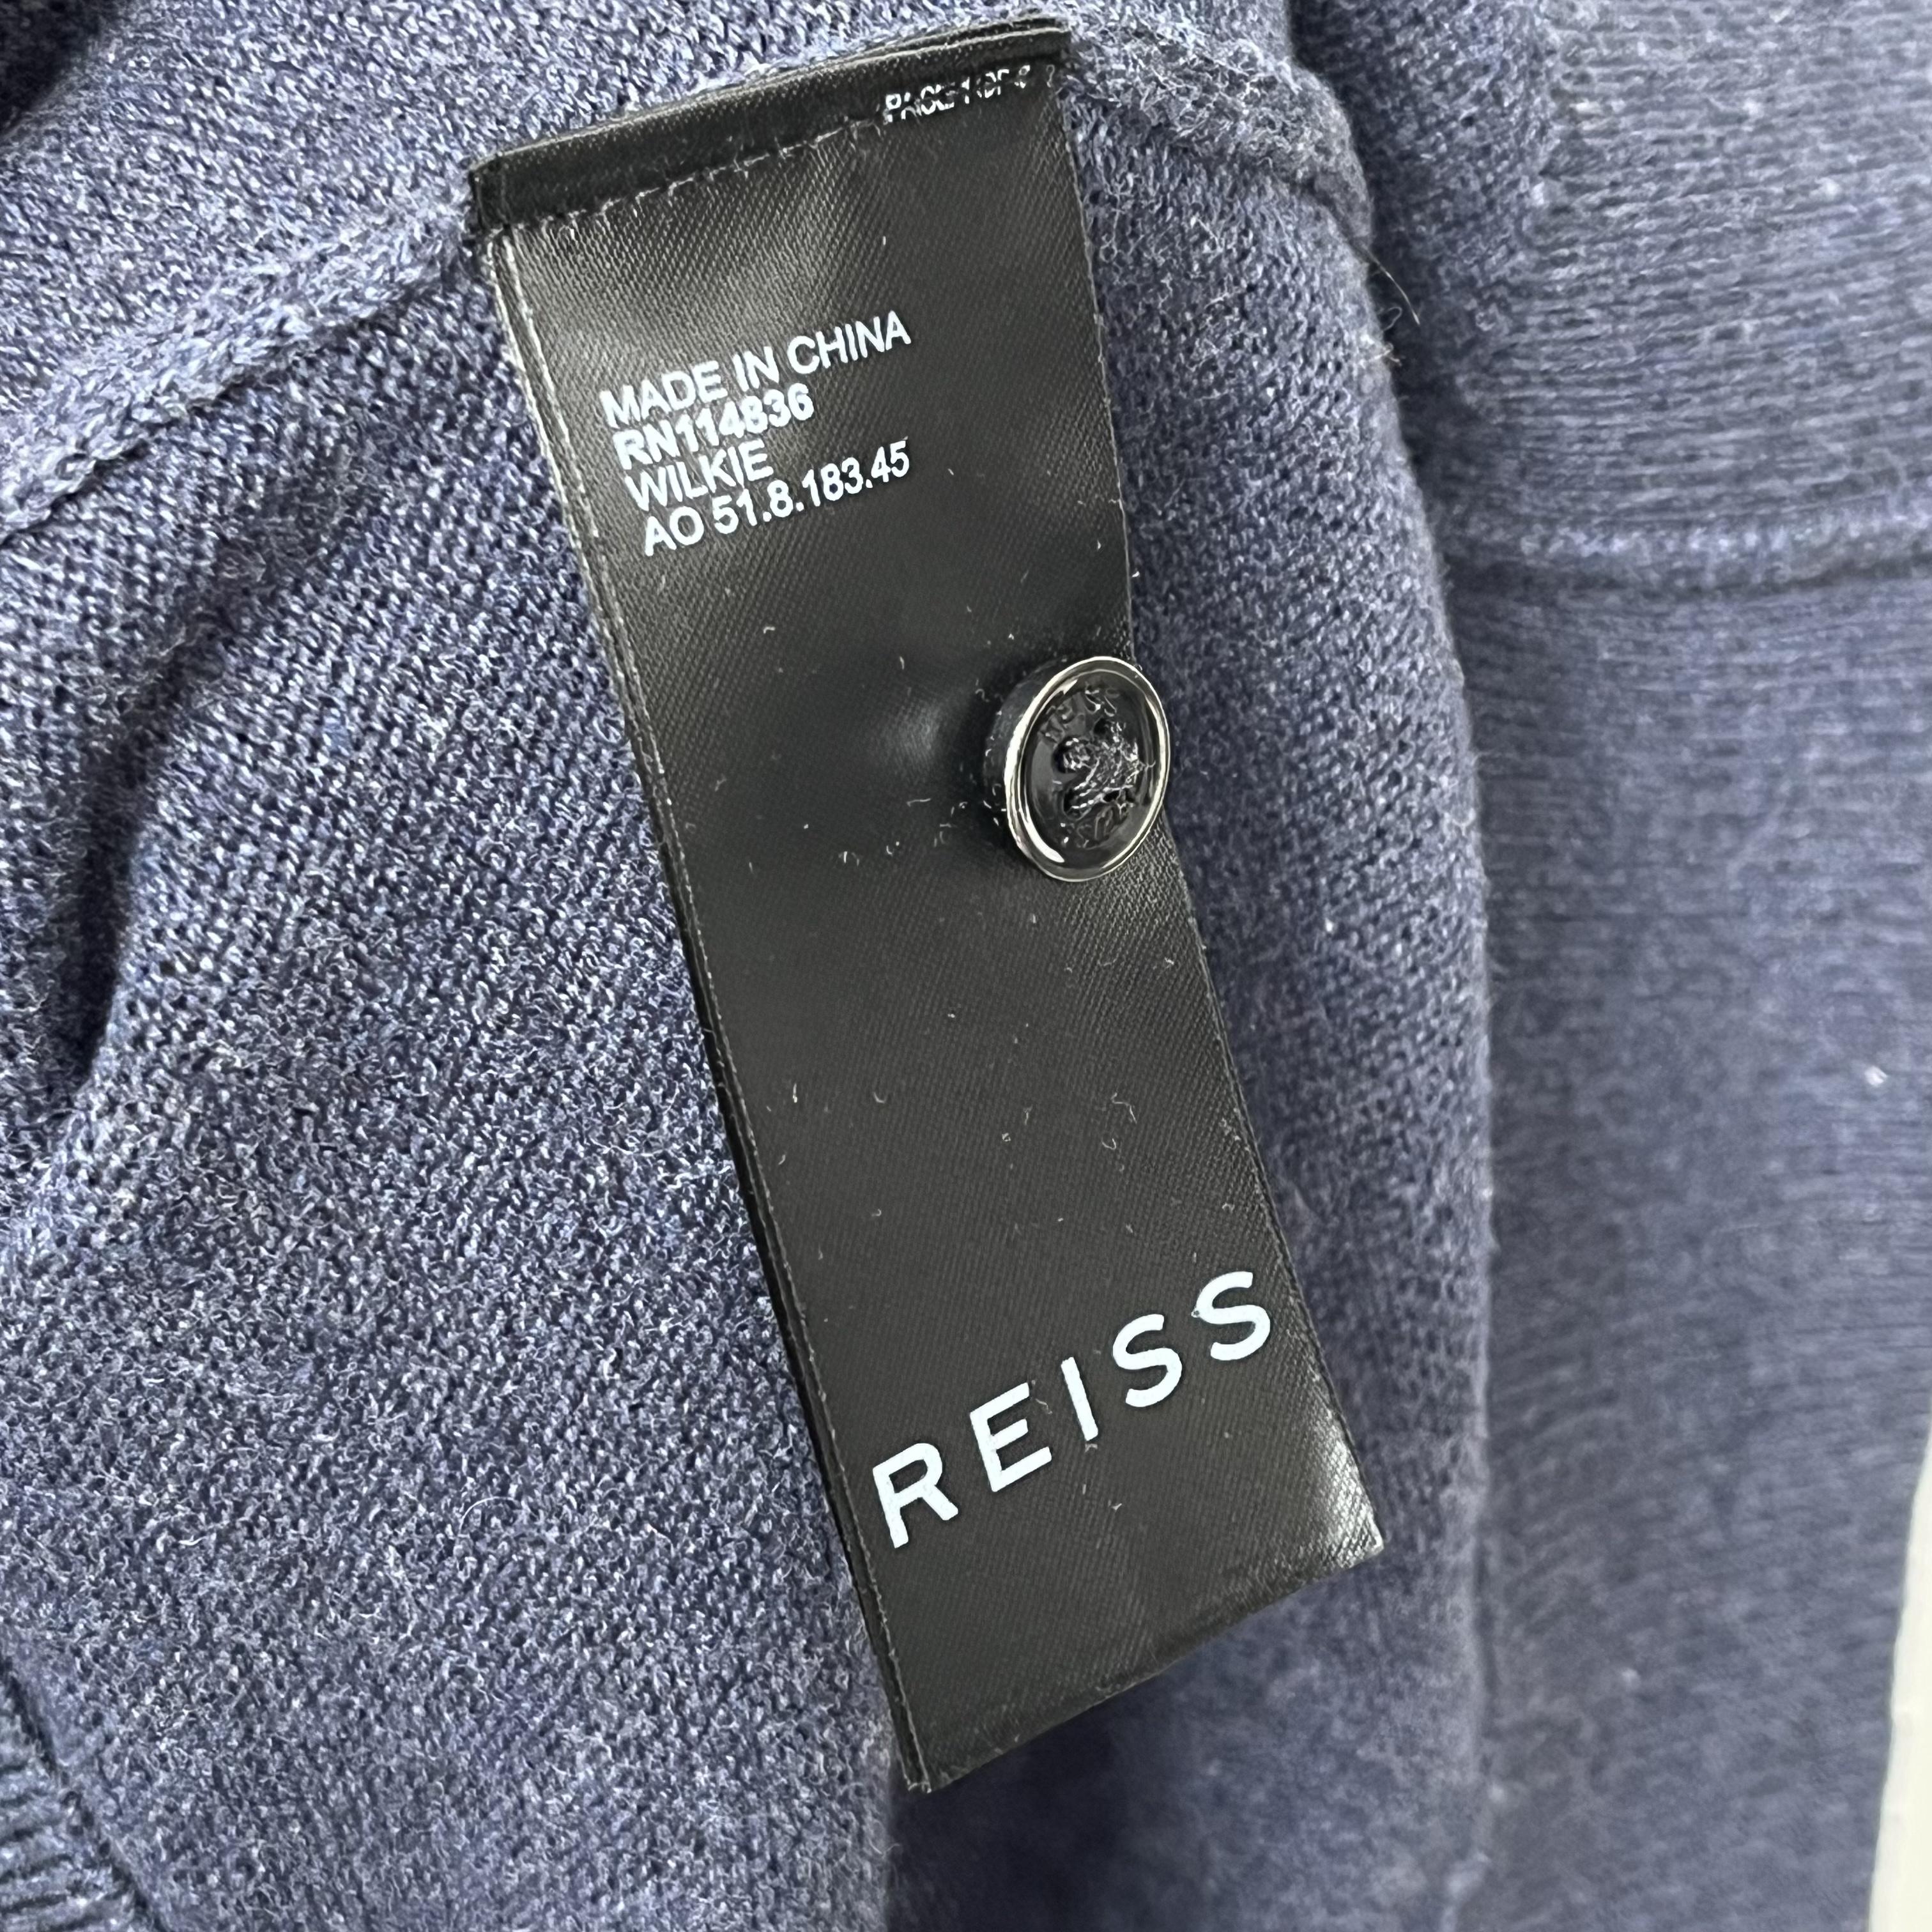 MADE IN CHINA
RN114836
WILKIE
AO 51.8.183.45
REISS